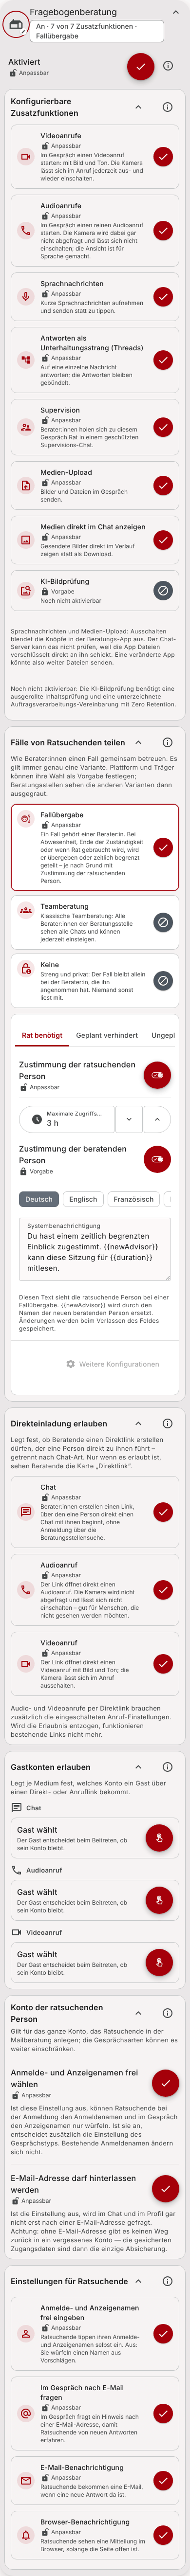 Fragebogenberatung
An · 7 von 7 Zusatzfunktionen ·
Fallübergabe
Aktiviert
Anpassbar
Konfigurierbare
Zusatzfunktionen
Videoanrufe
Anpassbar
Im Gespräch einen Videoanruf
starten: mit Bild und Ton. Die Kamera
lässt sich im Anruf jederzeit aus- und
wieder einschalten.
Audioanrufe
Anpassbar
Im Gespräch einen reinen Audioanruf
starten. Die Kamera wird dabei gar
nicht abgefragt und lässt sich nicht
einschalten; die Ansicht ist für
Sprache gemacht.
Sprachnachrichten
Anpassbar
Kurze Sprachnachrichten aufnehmen
und senden statt zu tippen.
Antworten als
Unterhaltungsstrang (Threads)
Anpassbar
Auf eine einzelne Nachricht
antworten; die Antworten bleiben
gebündelt.
Supervision
Anpassbar
Berater:innen holen sich zu diesem
Gespräch Rat in einem geschützten
Supervisions-Chat.
Medien-Upload
Anpassbar
Bilder und Dateien im Gespräch
senden.
Medien direkt im Chat anzeigen
Anpassbar
Gesendete Bilder direkt im Verlauf
zeigen statt als Download.
KI-Bildprüfung
Vorgabe
Noch nicht aktivierbar
Sprachnachrichten und Medien-Upload: Ausschalten
blendet die Knöpfe in der Beratungs-App aus. Der Chat-
Server kann das nicht prüfen, weil die App Dateien
verschlüsselt direkt an ihn schickt. Eine veränderte App
könnte also weiter Dateien senden.
Noch nicht aktivierbar: Die KI-Bildprüfung benötigt eine
ausgerollte Inhaltsprüfung und eine unterzeichnete
Auftragsverarbeitungs-Vereinbarung mit Zero Retention.
Fälle von Ratsuchenden teilen
Wie Berater:innen einen Fall gemeinsam betreuen. Es
gilt immer genau eine Variante. Plattform und Träger
können ihre Wahl als Vorgabe festlegen;
Beratungsstellen sehen die anderen Varianten dann
ausgegraut.
Fallübergabe
Anpassbar
Ein Fall gehört einer Berater:in. Bei
Abwesenheit, Ende der Zuständigkeit
oder wenn Rat gebraucht wird, wird
er übergeben oder zeitlich begrenzt
geteilt – je nach Grund mit
Zustimmung der ratsuchenden
Person.
Teamberatung
Klassische Teamberatung: Alle
Berater:innen der Beratungsstelle
sehen alle Chats und können
jederzeit einsteigen.
Keine
Streng und privat: Der Fall bleibt allein
bei der Berater:in, die ihn
angenommen hat. Niemand sonst
liest mit.
Rat benötigt
Geplant verhindert
Ungepl
Zustimmung der ratsuchenden
Person
Anpassbar
Maximale Zugriffs...
3 h
Zustimmung der beratenden
Person
Vorgabe
Deutsch
Englisch
Französisch
Systembenachrichtigung
Du hast einem zeitlich begrenzten
Einblick zugestimmt. {{newAdvisor}}
kann diese Sitzung für {{duration}}
mitlesen.
Diesen Text sieht die ratsuchende Person bei einer
Fallübergabe. {{newAdvisor}} wird durch den
Namen der neuen beratenden Person ersetzt.
Änderungen werden beim Verlassen des Feldes
gespeichert.
Weitere Konfigurationen
Direkteinladung erlauben
Legt fest, ob Beratende einen Direktlink erstellen
dürfen, der eine Person direkt zu ihnen führt –
getrennt nach Chat-Art. Nur wenn es erlaubt ist,
sehen Beratende die Karte „Direktlink“.
Chat
Anpassbar
Berater:innen erstellen einen Link,
über den eine Person direkt einen
Chat mit ihnen beginnt, ohne
Anmeldung über die
Beratungsstellensuche.
Audioanruf
Anpassbar
Der Link öffnet direkt einen
Audioanruf. Die Kamera wird nicht
abgefragt und lässt sich nicht
einschalten – gut für Menschen, die
nicht gesehen werden möchten.
Videoanruf
Anpassbar
Der Link öffnet direkt einen
Videoanruf mit Bild und Ton; die
Kamera lässt sich im Anruf
ausschalten.
Audio- und Videoanrufe per Direktlink brauchen
zusätzlich die eingeschalteten Anruf-Einstellungen.
Wird die Erlaubnis entzogen, funktionieren
bestehende Links nicht mehr.
Gastkonten erlauben
Legt je Medium fest, welches Konto ein Gast über
einen Direkt- oder Anruflink bekommt.
Chat
Gast wählt
Der Gast entscheidet beim Beitreten, ob
sein Konto bleibt.
Audioanruf
Gast wählt
Der Gast entscheidet beim Beitreten, ob
sein Konto bleibt.
Videoanruf
Gast wählt
Der Gast entscheidet beim Beitreten, ob
sein Konto bleibt.
Konto der ratsuchenden
Person
Gilt für das ganze Konto, das Ratsuchende in der
Mailberatung anlegen; die Gesprächsarten können es
weiter einschränken.
Anmelde- und Anzeigenamen frei
wählen
Anpassbar
Ist diese Einstellung aus, können Ratsuchende bei
der Anmeldung den Anmeldenamen und im Gespräch
den Anzeigenamen nur würfeln. Ist sie an,
entscheidet zusätzlich die Einstellung des
Gesprächstyps. Bestehende Anmeldenamen ändern
sich nicht.
E-Mail-Adresse darf hinterlassen
werden
Anpassbar
Ist die Einstellung aus, wird im Chat und im Profil gar
nicht erst nach einer E-Mail-Adresse gefragt.
Achtung: ohne E-Mail-Adresse gibt es keinen Weg
zurück in ein vergessenes Konto — die gesicherten
Zugangsdaten sind dann die einzige Absicherung.
Einstellungen für Ratsuchende
Anmelde- und Anzeigenamen
frei eingeben
Anpassbar
Ratsuchende tippen ihren Anmelde-
und Anzeigenamen selbst ein. Aus:
Sie würfeln einen Namen aus
Vorschlägen.
Im Gespräch nach E-Mail
fragen
Anpassbar
Im Gespräch fragt ein Hinweis nach
einer E-Mail-Adresse, damit
Ratsuchende von neuen Antworten
erfahren.
E-Mail-Benachrichtigung
Anpassbar
Ratsuchende bekommen eine E-Mail,
wenn eine neue Antwort da ist.
Browser-Benachrichtigung
Anpassbar
Ratsuchende sehen eine Mitteilung im
Browser, solange die Seite offen ist.